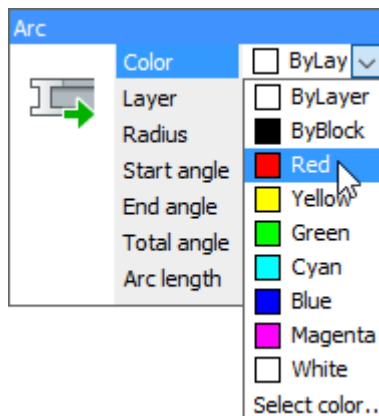 Arc
Color ByLay
Layer
Radius
Start angle
End angle
Total angle
Arc length
ByLayer
ByBlock
Red
Yellow
Green
Cyan
Blue
Magenta
White
Select color..